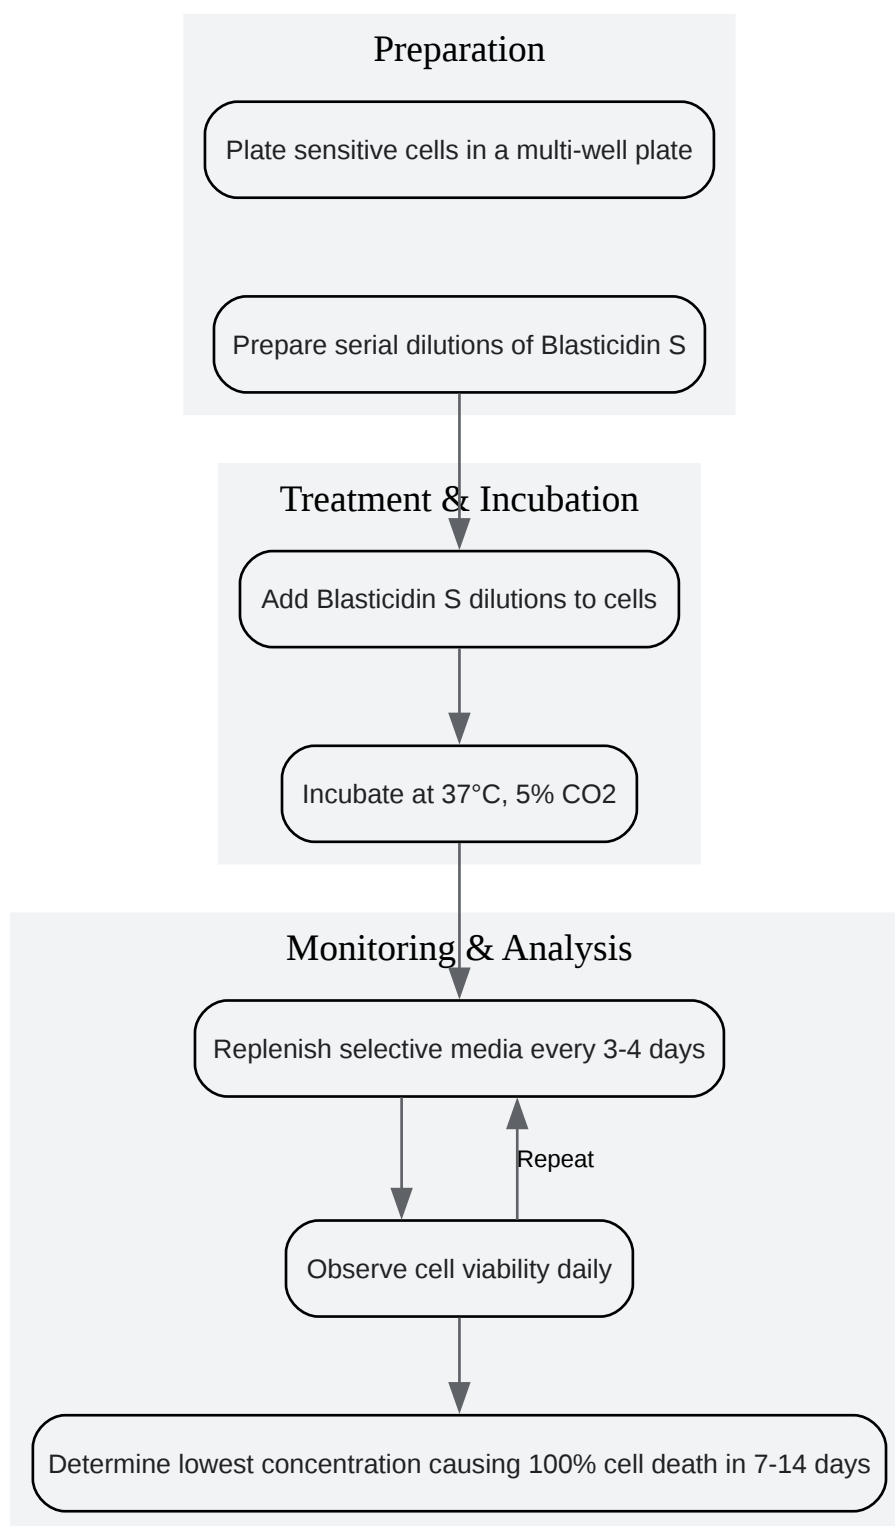 Preparation
Plate sensitive cells in a multi-well plate
Prepare serial dilutions of Blasticidin S
Treatment & Incubation
Add Blasticidin S dilutions to cells
Incubate at 37°C, 5% CO2
Monitoring & Analysis
Replenish selective media every 3-4 days
Repeat
Observe cell viability daily
Determine lowest concentration causing 100% cell death in 7-14 days